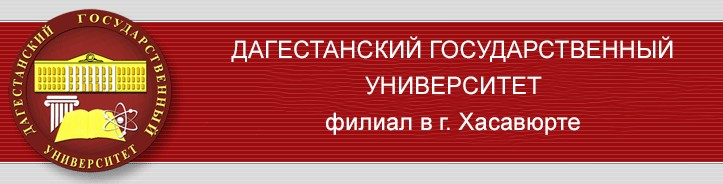 ДАГЕСТАНСКИЙ ГОСУДАРСТВЕННЫЙ
УНИВЕРСИТЕТ
ДАГЕСТАНСКИЙ ГОСУДАРСТВЕННЫЙ
УНИВЕРСИТЕТ
филиал в г. Хасавюрте